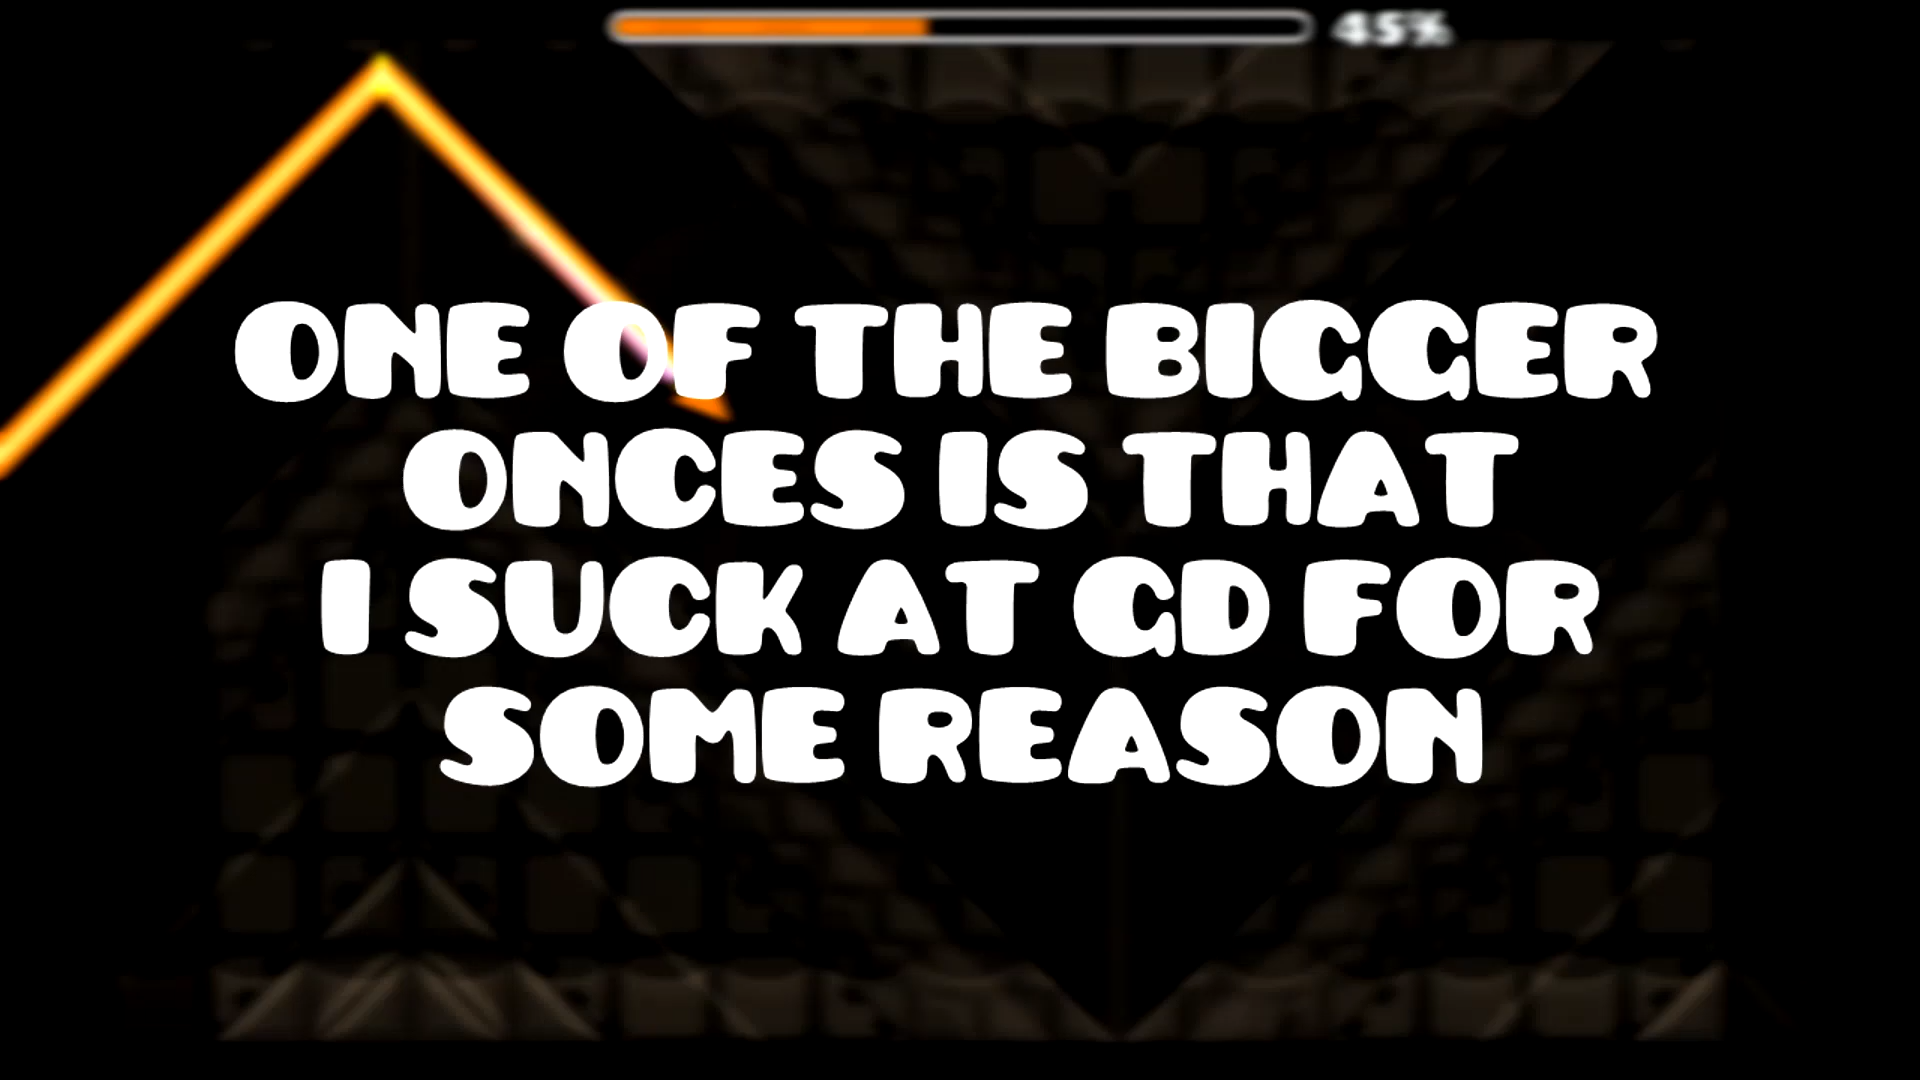 45%
ONE OF THE BIGGER
ONCES IS THAT
I SUCK AT GD FOR
SOME REASON